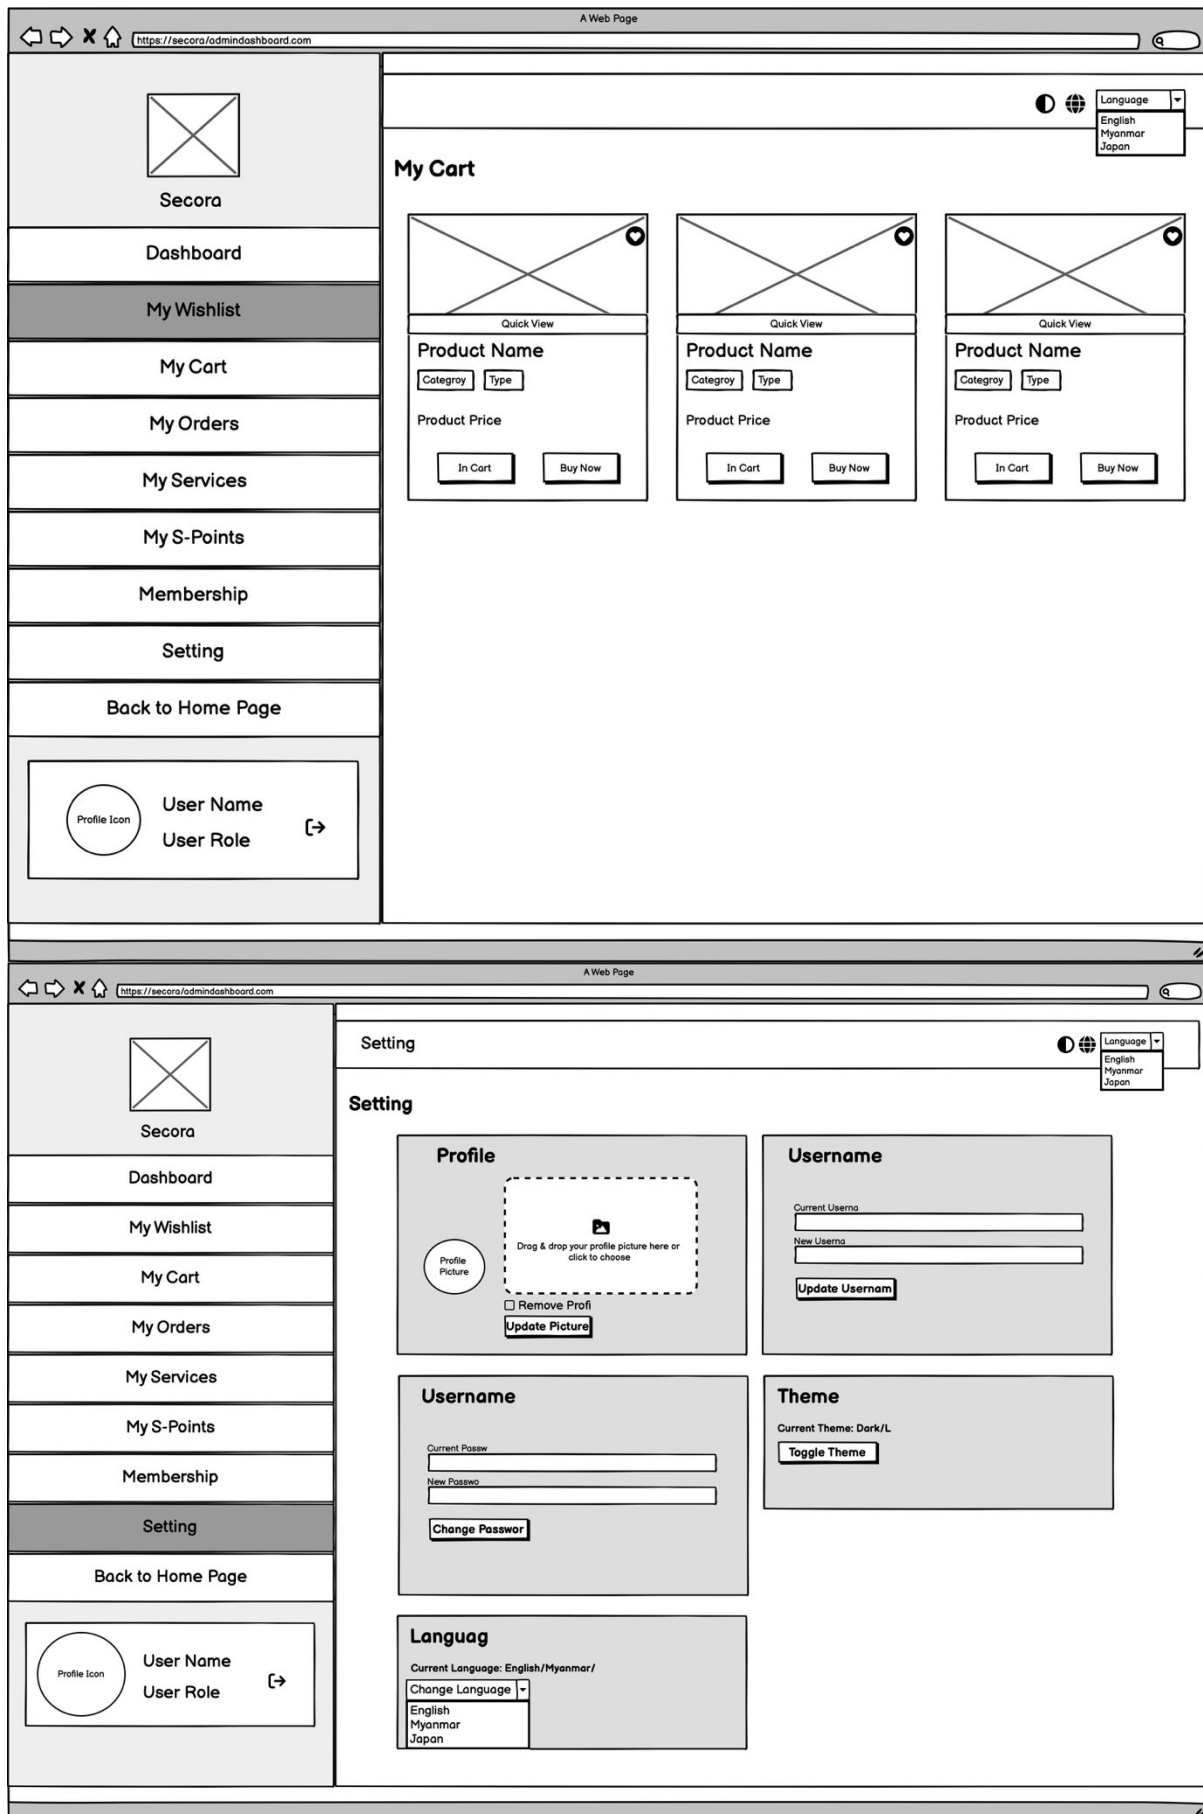 A Web Page
https://secora/admindashboard.com
Language
English
Myanmar
Japan
Secora
Dashboard
My Wishlist
My Cart
My Orders
My Services
My S-Points
Membership
Setting
Back to Home Page
Profile Icon
User Name
User Role
My Cart
Quick View
Product Name
Categroy Type
Product Price
In Cart Buy Now
Quick View
Product Name
Categroy Type
Product Price
In Cart Buy Now
Quick View
Product Name
Categroy Type
Product Price
In Cart Buy Now
A Web Page
https://secora/admindashboard.com
Setting
Language
English
Myanmar
Japan
Secora
Dashboard
My Wishlist
My Cart
My Orders
My Services
My S-Points
Membership
Setting
Back to Home Page
Profile Icon
User Name
User Role
Setting
Profile
Profile
Picture
Drag & drop your profile picture here or
click to choose
Remove Profi
Update Picture
Username
Current Userna
New Userna
Update Usernam
Username
Current Passw
New Passwo
Change Passwor
Theme
Current Theme: Dark/L
Toggle Theme
Languag
Current Language: English/Myanmar/
Change Language
English
Myanmar
Japan